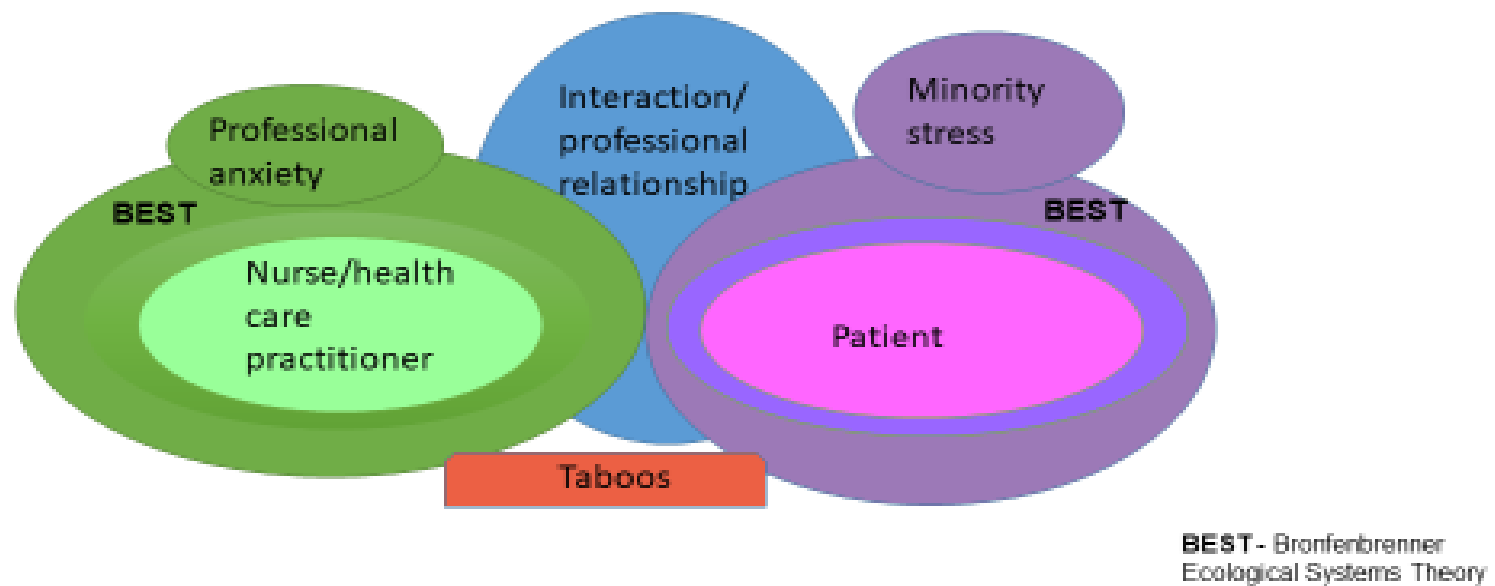 Professional
anxiety
BEST
Nurse/health
care
practitioner
Interaction/
professional
relationship
Minority
stress
BEST
Patient
Taboos
BEST - Bronfenbrenner
Ecological Systems Theory